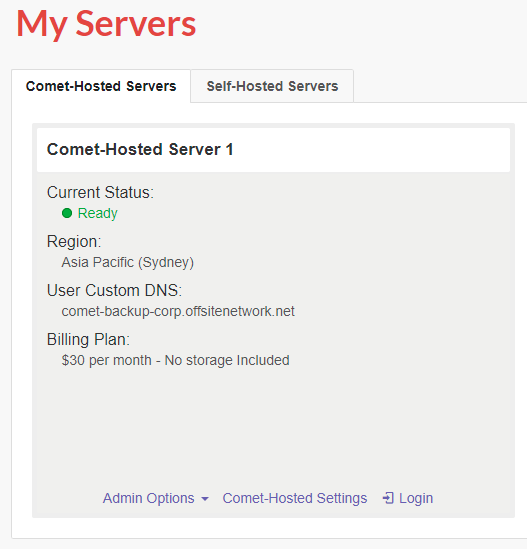 My Servers
Comet-Hosted Servers
Self-Hosted Servers
Comet-Hosted Server 1
Current Status:
Ready
Region:
Asia Pacific (Sydney)
User Custom DNS:
comet-backup-corp.offsitenetwork.net
Billing Plan:
$30 per month - No storage Included
Admin Options Comet-Hosted Settings Login